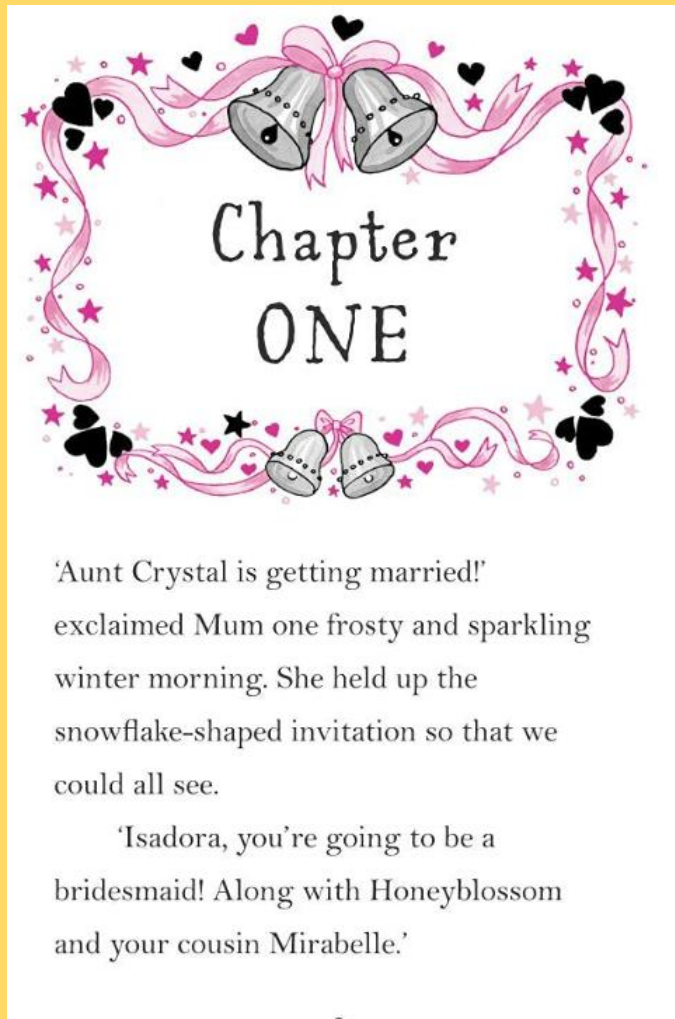 Chapter
ONE
‘Aunt Crystal is getting married!’
exclaimed Mum one frosty and sparkling
winter morning. She held up the
snowflake-shaped invitation so that we
could all see.
‘Isadora, you’re going to be a
bridesmaid! Along with Honeyblossom
and your cousin Mirabelle.’